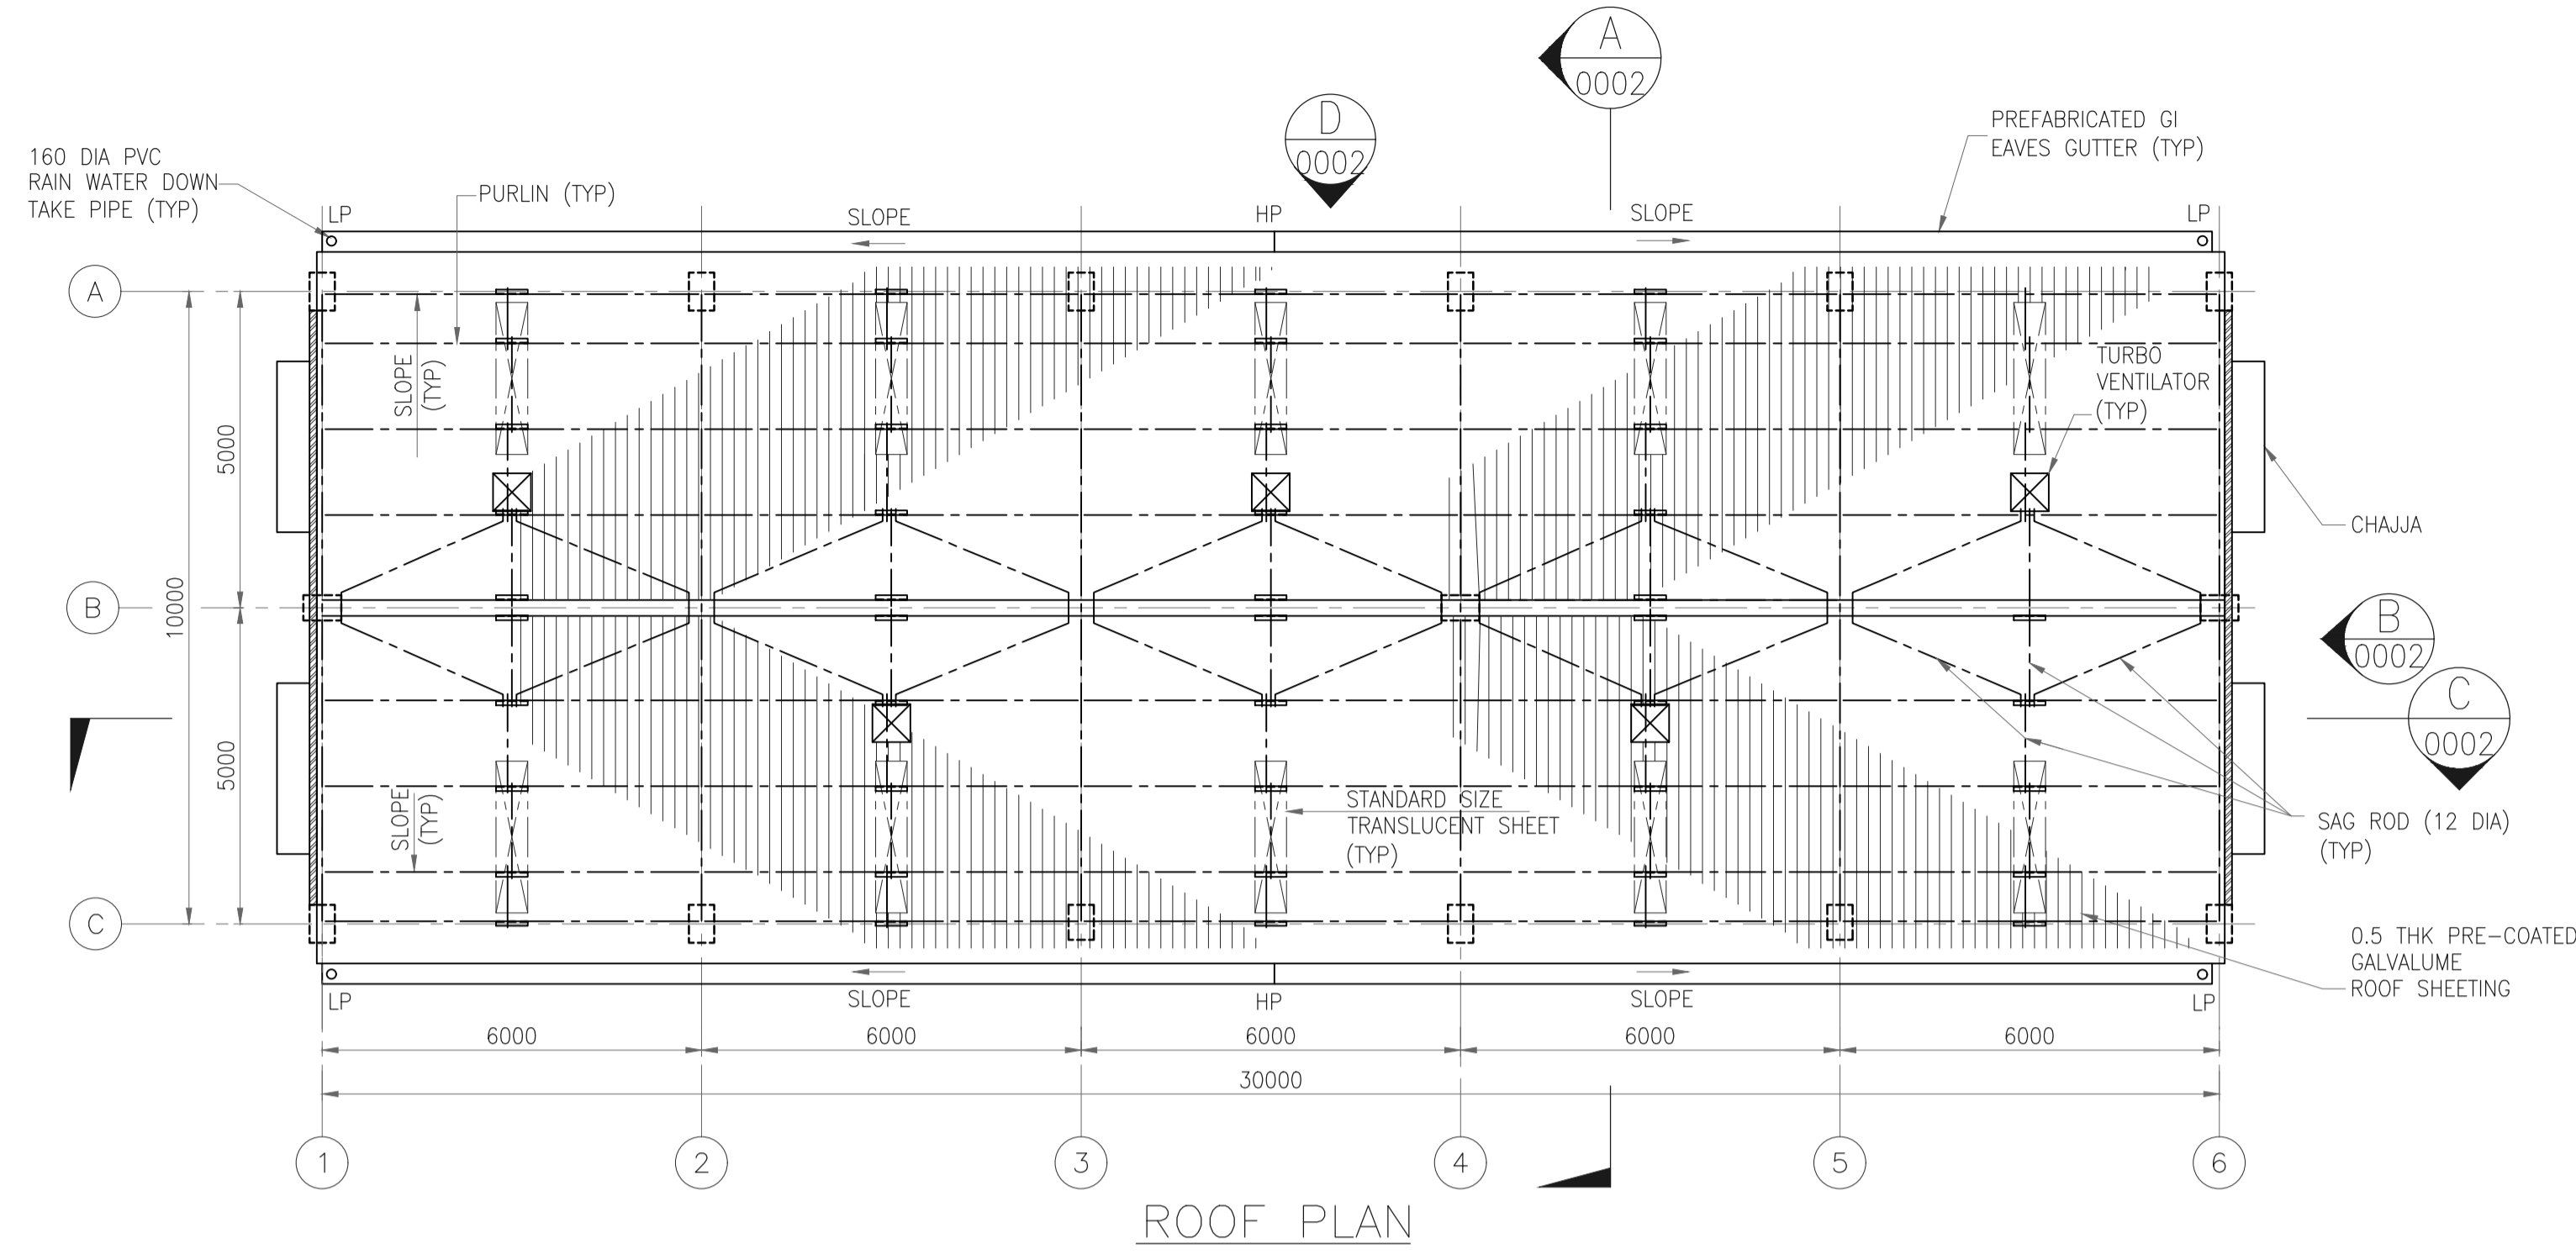 A
0002
D
0002
PREFABRICATED GI
EAVES GUTTER (TYP)
160 DIA PVC
RAIN WATER DOWN
TAKE PIPE (TYP)
PURLIN (TYP)
LP
SLOPE
HP
SLOPE
LP
A
SLOPE
(TYP)
TURBO
VENTILATOR
(TYP)
5000
CHAJJA
10000
B
B
0002
C
0002
5000
SLOPE
(TYP)
STANDARD SIZE
TRANSLUCENT SHEET
(TYP)
SAG ROD (12 DIA)
(TYP)
C
0.5 THK PRE-COATED
GALVALUME
ROOF SHEETING
LP
SLOPE
HP
SLOPE
LP
6000
6000
6000
6000
6000
30000
1
2
3
4
5
6
ROOF PLAN